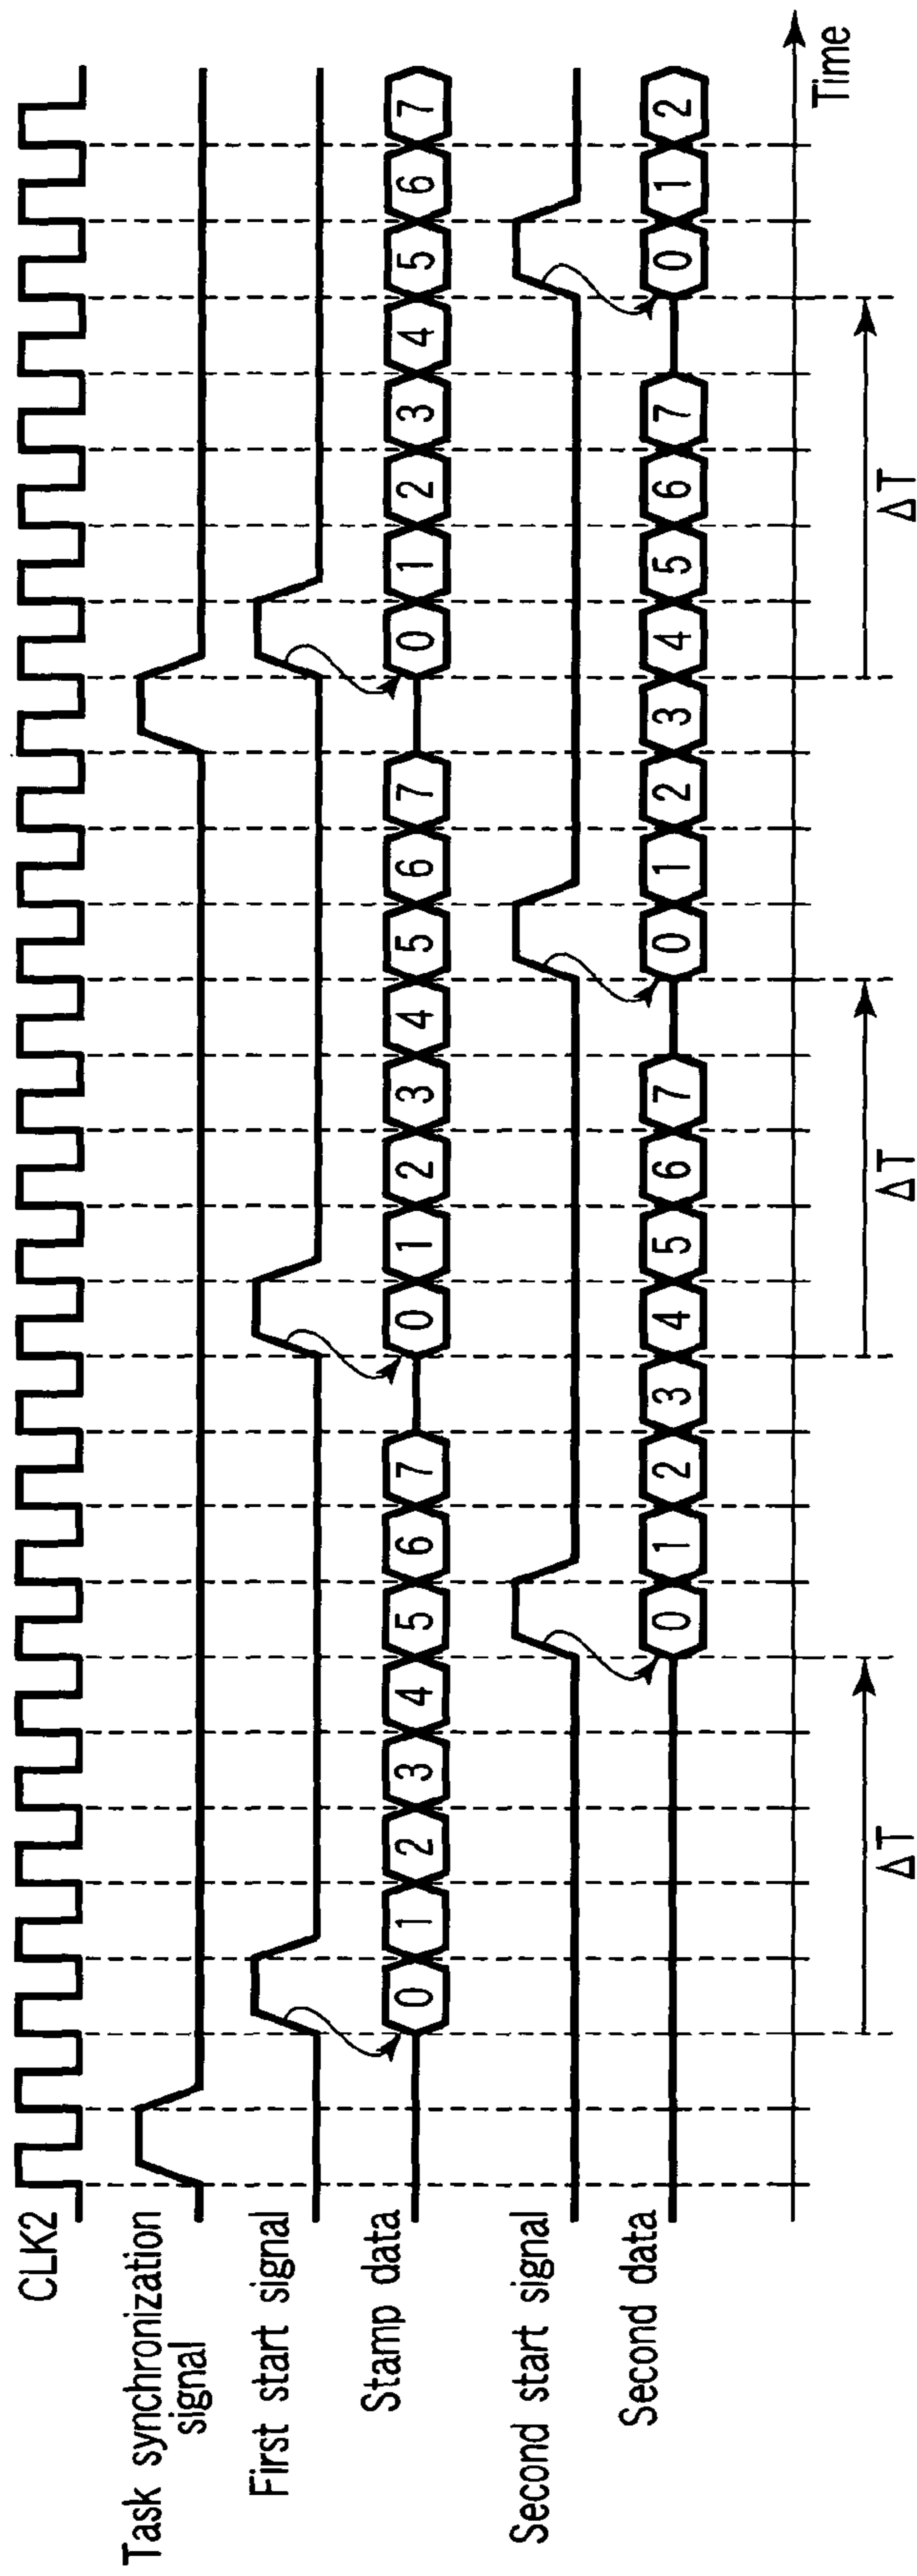 CLK2
Task synchronization
signal
First start signal
Stamp data
0 1 2 3 4 5 6 7 0 1 2 3 4 5 6 7 0 1 2 3 4 5 6 7
Second start signal
Second data
0 1 2 3 4 5 6 7 0 1 2 3 4 5 6 7 0 1 2
Time
ΔT ΔT ΔT